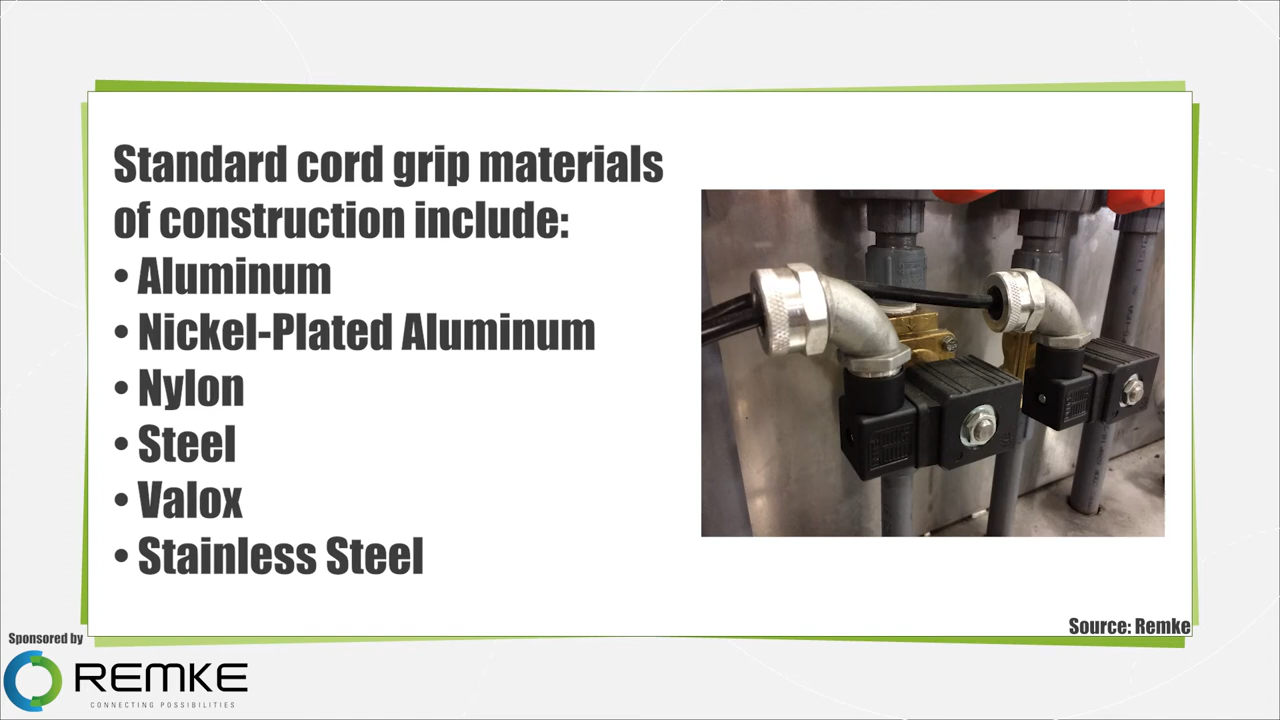 Standard cord grip materials
of construction include:
• Aluminum
• Nickel-Plated Aluminum
• Nylon
• Steel
• Valox
• Stainless Steel
Source: Remke
Sponsored by
REMKE
CONNECTING POSSIBILITIES